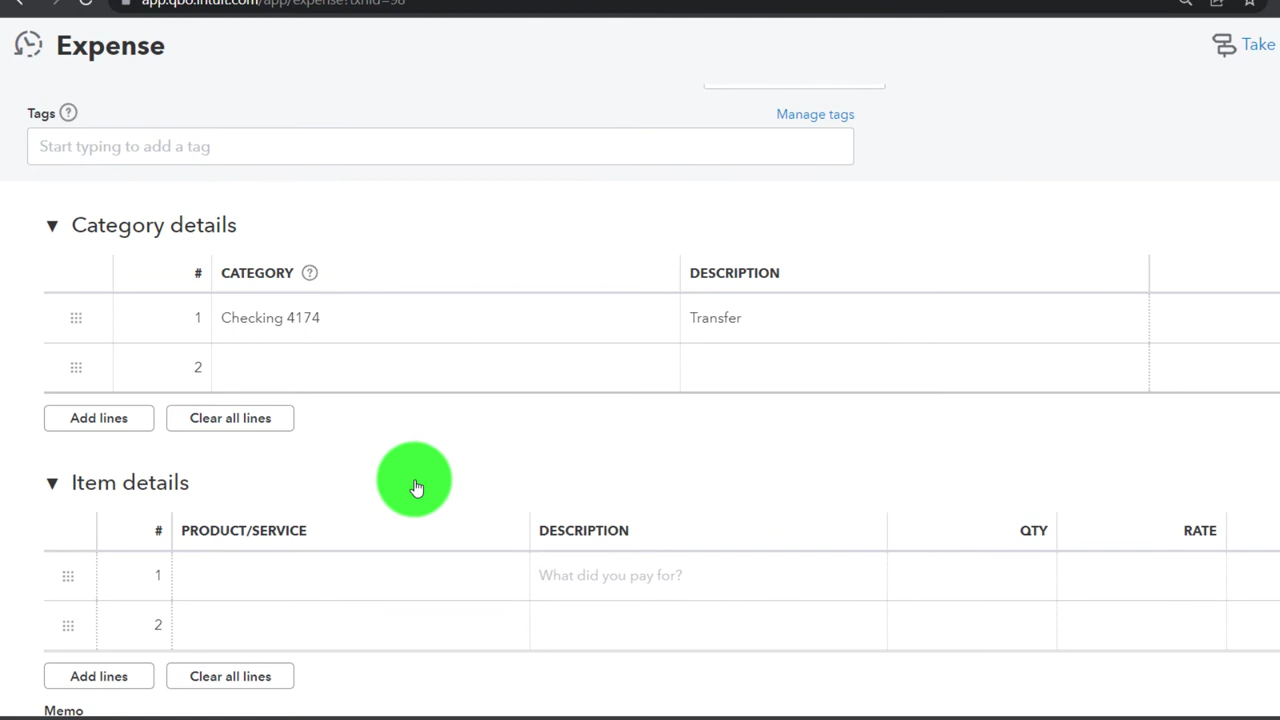 app.qbo.intuit.com/app/expense?txnId=98
Expense
Take
Tags ?
Manage tags
Start typing to add a tag
▼ Category details
# CATEGORY ? DESCRIPTION
1 Checking 4174 Transfer
2
Add lines Clear all lines
▼ Item details
# PRODUCT/SERVICE DESCRIPTION QTY RATE
1 What did you pay for?
2
Add lines Clear all lines
Memo